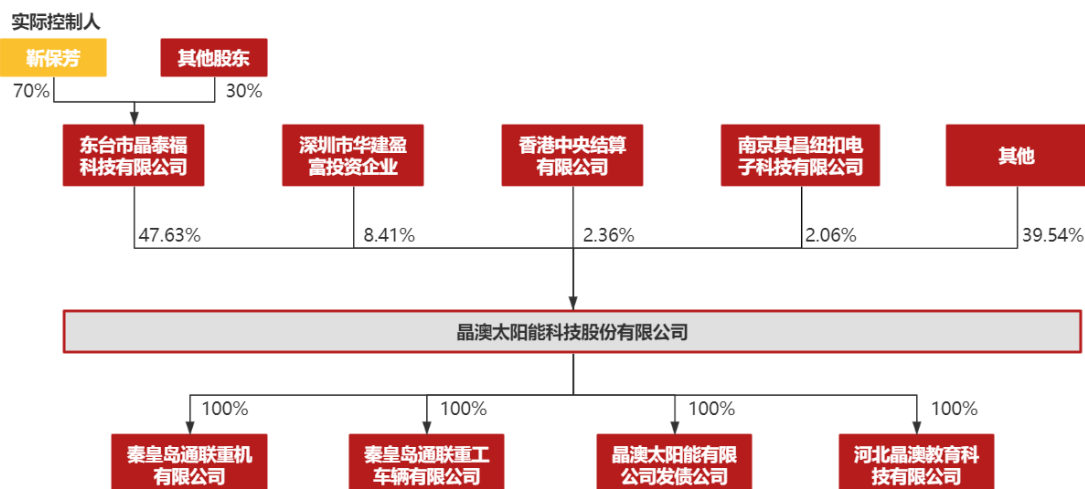 实际控制人
靳保芳
其他股东
70%
30%
东台市晶泰福
科技有限公司
深圳市华建盈
富投资企业
香港中央结算
有限公司
南京其昌纽扣电
子科技有限公司
其他
47.63%
8.41%
2.36%
2.06%
39.54%
晶澳太阳能科技股份有限公司
100%
100%
100%
100%
秦皇岛通联重机
有限公司
秦皇岛通联重工
车辆有限公司
晶澳太阳能有限
公司发债公司
河北晶澳教育科
技有限公司